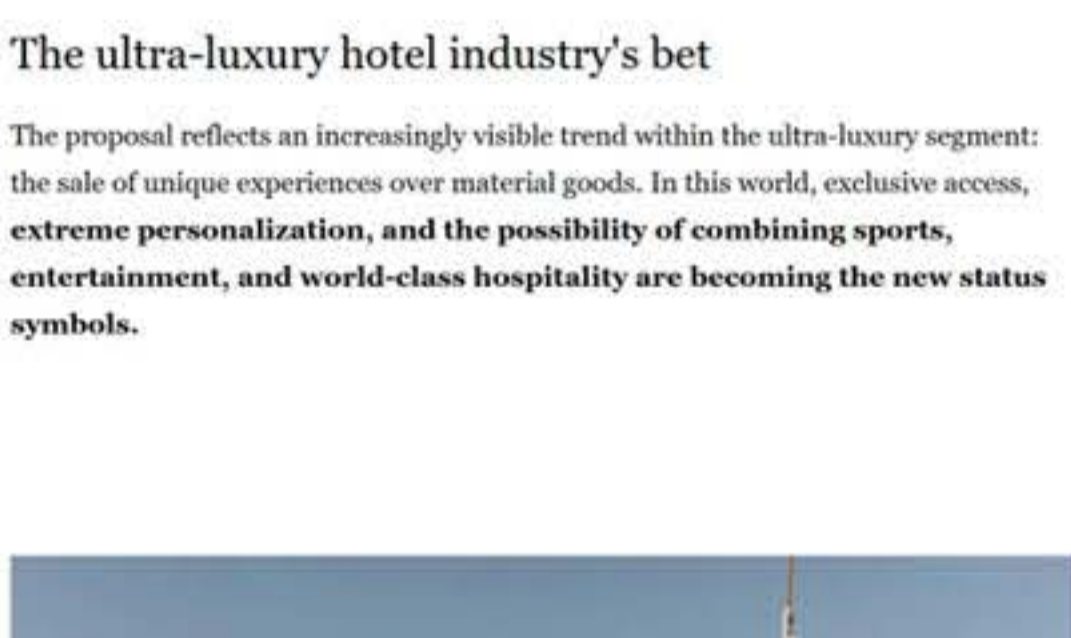 The ultra-luxury hotel industry's bet
The proposal reflects an increasingly visible trend within the ultra-luxury segment:
the sale of unique experiences over material goods. In this world, exclusive access,
extreme personalization, and the possibility of combining sports,
entertainment, and world-class hospitality are becoming the new status
symbols.